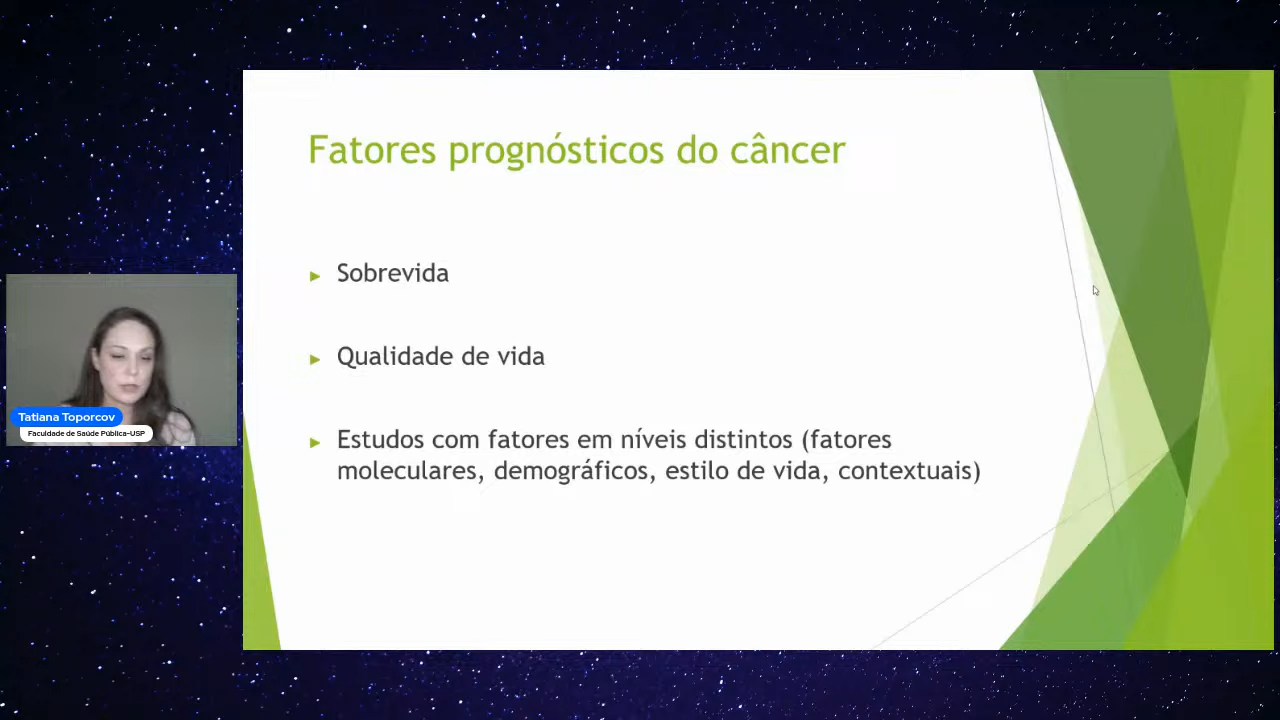 Fatores prognósticos do câncer
Sobrevida
Qualidade de vida
Estudos com fatores em níveis distintos (fatores
moleculares, demográficos, estilo de vida, contextuais)
Tatiana Toporcov
Faculdade de Saúde Pública-USP